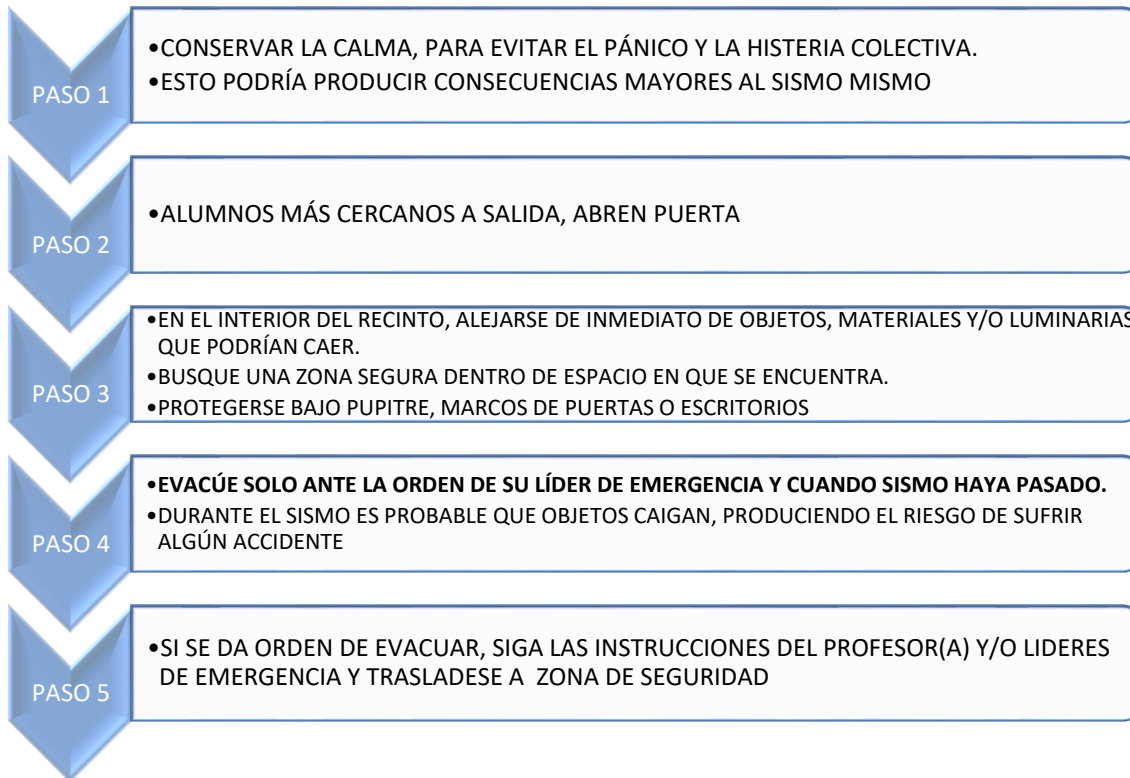 PASO 1
•CONSERVAR LA CALMA, PARA EVITAR EL PÁNICO Y LA HISTERIA COLECTIVA.
•ESTO PODRÍA PRODUCIR CONSECUENCIAS MAYORES AL SISMO MISMO
PASO 2
•ALUMNOS MÁS CERCANOS A SALIDA, ABREN PUERTA
PASO 3
•EN EL INTERIOR DEL RECINTO, ALEJARSE DE INMEDIATO DE OBJETOS, MATERIALES Y/O LUMINARIAS
QUE PODRÍAN CAER.
•BUSQUE UNA ZONA SEGURA DENTRO DE ESPACIO EN QUE SE ENCUENTRA.
•PROTEGERSE BAJO PUPITRE, MARCOS DE PUERTAS O ESCRITORIOS
PASO 4
•EVACÚE SOLO ANTE LA ORDEN DE SU LÍDER DE EMERGENCIA Y CUANDO SISMO HAYA PASADO.
•DURANTE EL SISMO ES PROBABLE QUE OBJETOS CAIGAN, PRODUCIENDO EL RIESGO DE SUFRIR
ALGÚN ACCIDENTE
PASO 5
•SI SE DA ORDEN DE EVACUAR, SIGA LAS INSTRUCCIONES DEL PROFESOR(A) Y/O LIDERES
DE EMERGENCIA Y TRASLADESE A ZONA DE SEGURIDAD